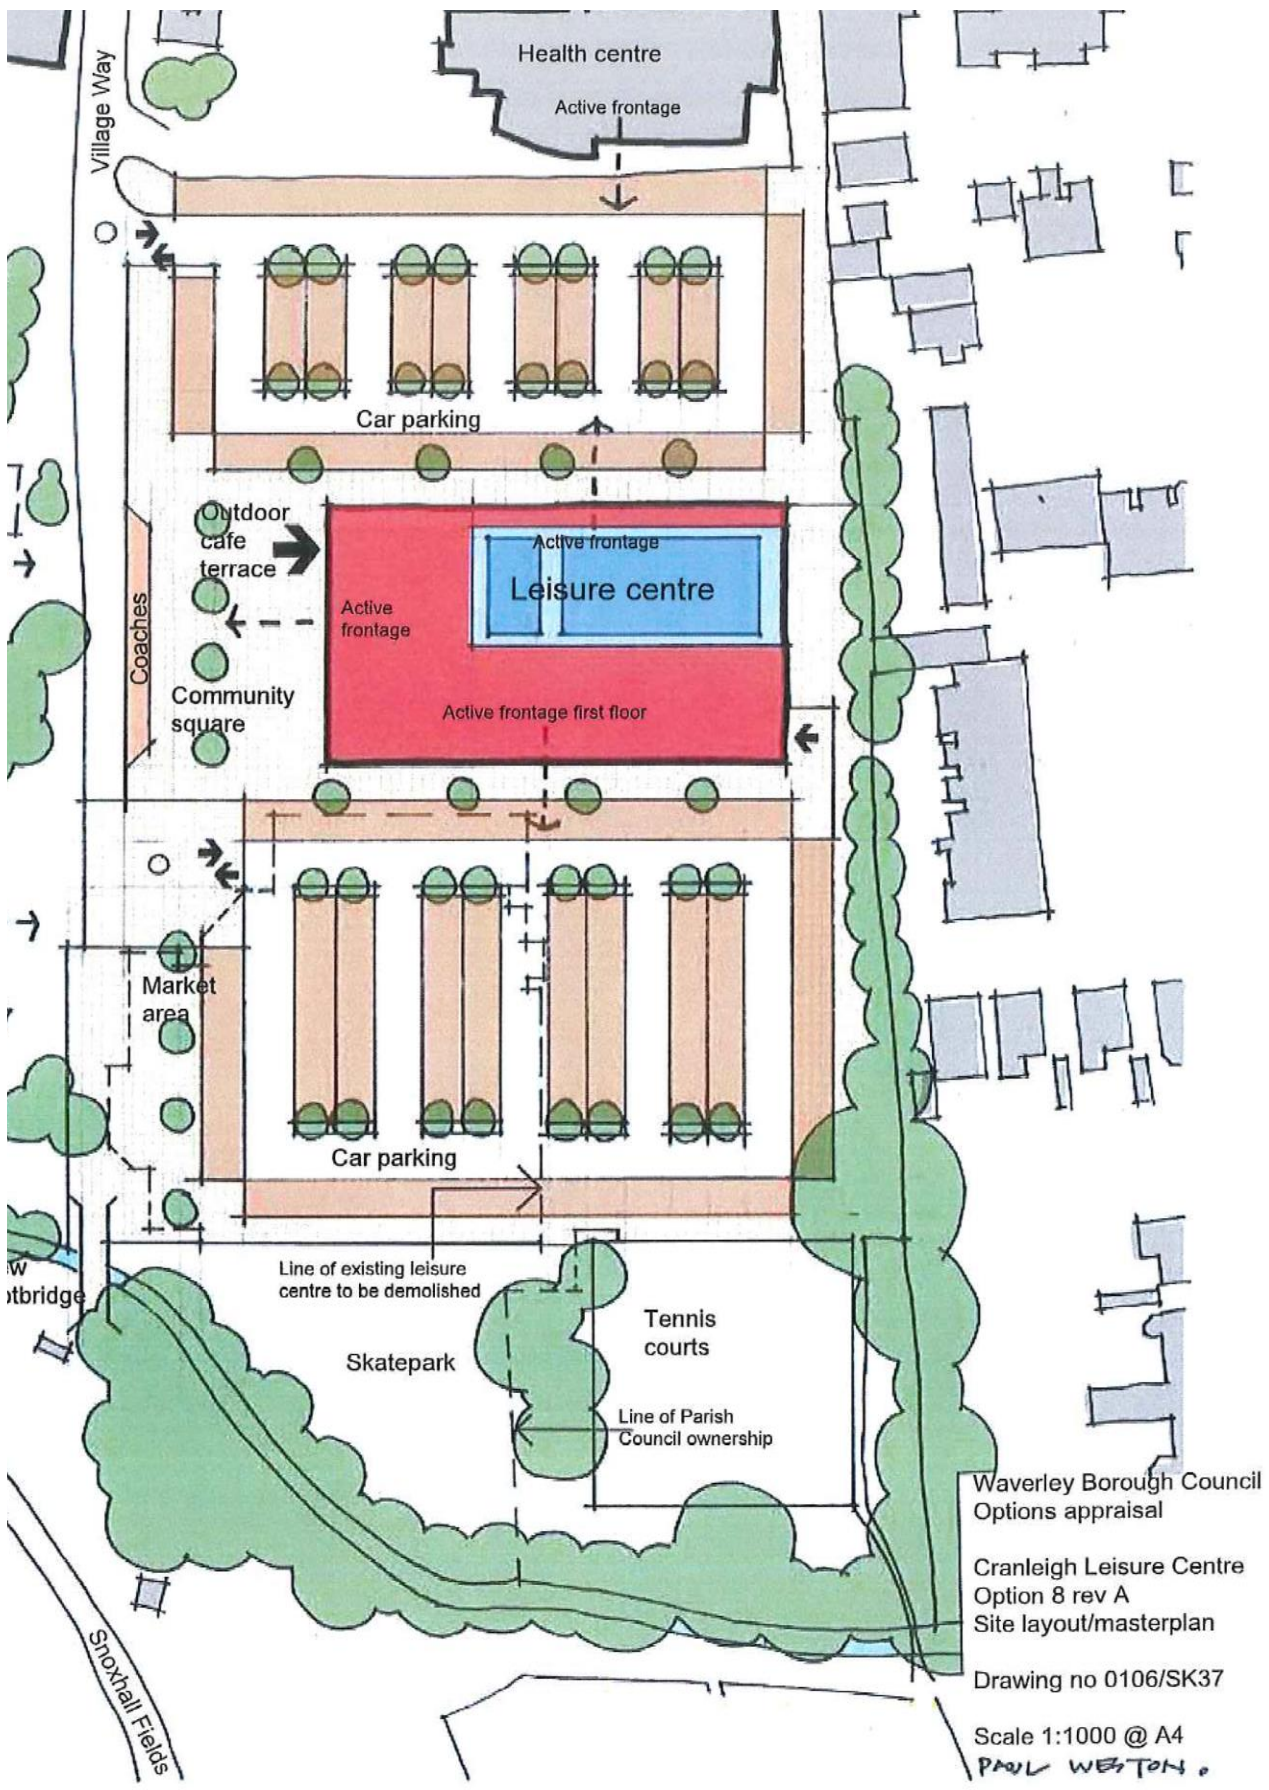 Health centre
Active frontage
Village Way
Car parking
Outdoor
cafe
terrace
Active frontage
Leisure centre
Active
frontage
Coaches
Community
square
Active frontage first floor
Market
area
Car parking
Line of existing leisure
centre to be demolished
Tennis
courts
Skatepark
Line of Parish
Council ownership
Snoxhall Fields
Waverley Borough Council
Options appraisal
Cranleigh Leisure Centre
Option 8 rev A
Site layout/masterplan
Drawing no 0106/SK37
Scale 1:1000 @ A4
PAUL WESTON.